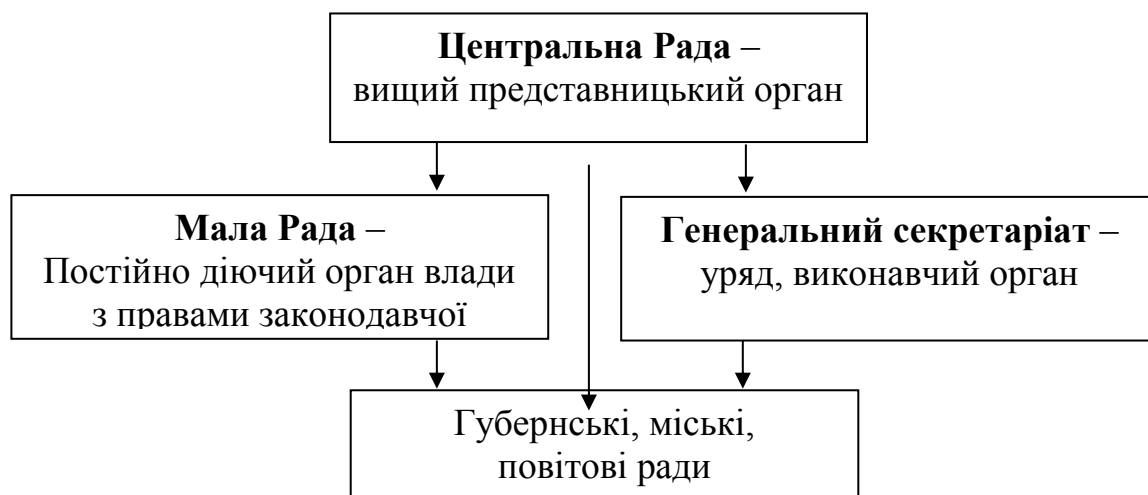 Центральна Рада –
вищий представницький орган
Мала Рада –
Постійно діючий орган влади
з правами законодавчої
Генеральний секретаріат –
уряд, виконавчий орган
Губернські, міські,
повітові ради